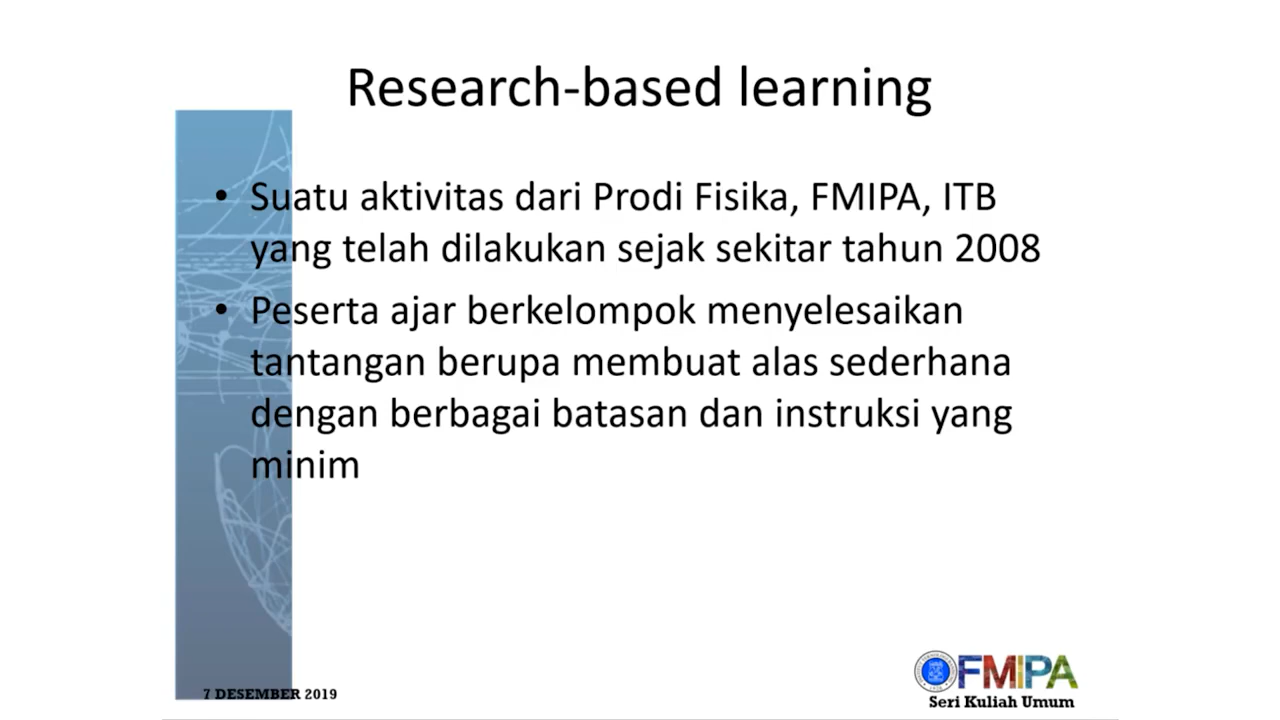 Research-based learning
• Suatu aktivitas dari Prodi Fisika, FMIPA, ITB
yang telah dilakukan sejak sekitar tahun 2008
• Peserta ajar berkelompok menyelesaikan
tantangan berupa membuat alas sederhana
dengan berbagai batasan dan instruksi yang
minim
7 DESEMBER 2019
FMIPA
Seri Kuliah Umum